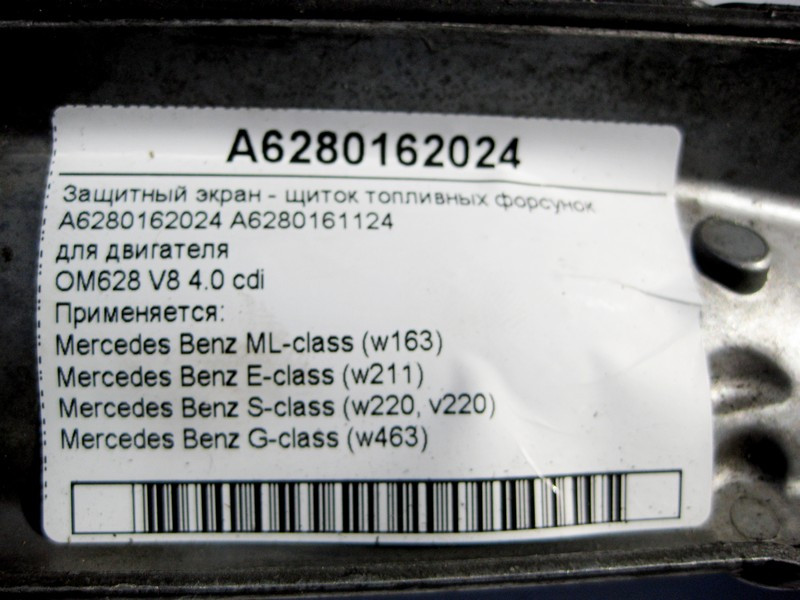 A6280162024
Защитный экран - щиток топливных форсунок
A6280162024 A6280161124
для двигателя
OM628 V8 4.0 cdi
Применяется:
Mercedes Benz ML-class (w163)
Mercedes Benz E-class (w211)
Mercedes Benz S-class (w220, v220)
Mercedes Benz G-class (w463)